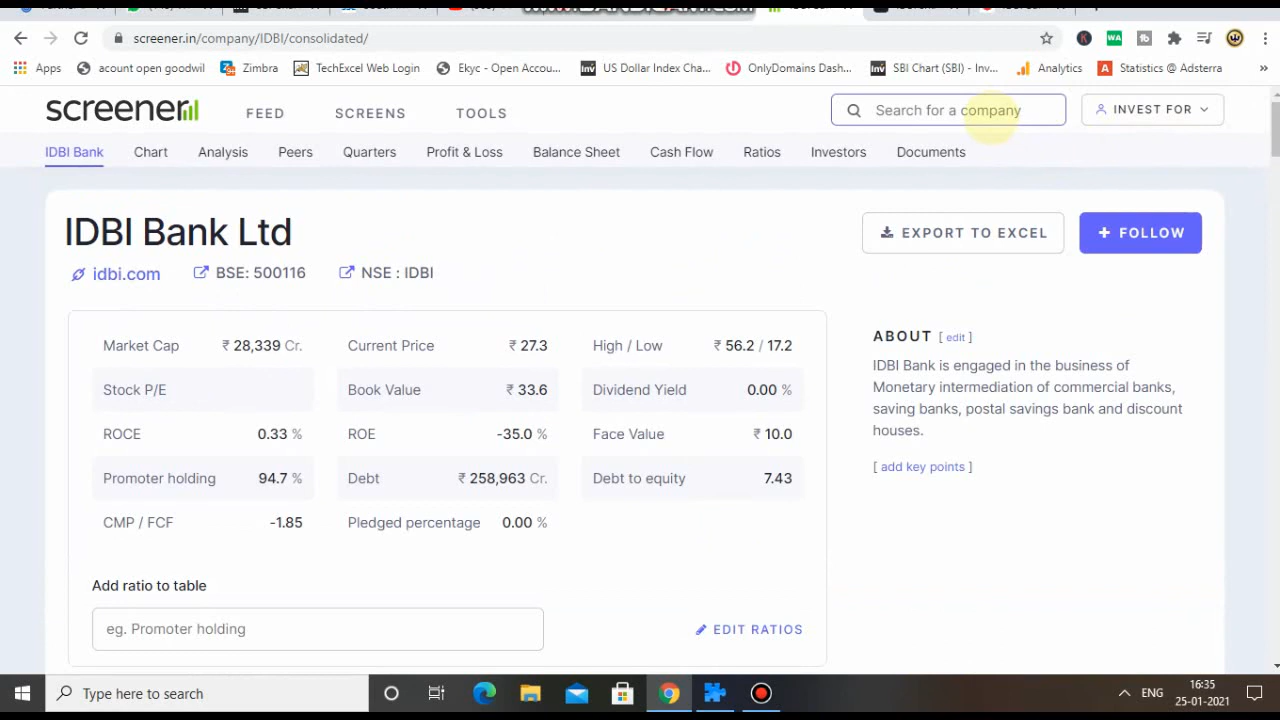 screener.in/company/IDBI/consolidated/
Apps acount open goodwil Zimbra TechExcel Web Login Ekyc - Open Accou... US Dollar Index Cha... OnlyDomains Dash... SBI Chart (SBI) - Inv... Analytics Statistics @ Adsterra »
screener
FEED SCREENS TOOLS
Search for a company
INVEST FOR
IDBI Bank Chart Analysis Peers Quarters Profit & Loss Balance Sheet Cash Flow Ratios Investors Documents
IDBI Bank Ltd
EXPORT TO EXCEL
+ FOLLOW
idbi.com BSE: 500116 NSE : IDBI
Market Cap ₹ 28,339 Cr. Current Price ₹ 27.3 High / Low ₹ 56.2 / 17.2
Stock P/E Book Value ₹ 33.6 Dividend Yield 0.00 %
ROCE 0.33 % ROE -35.0 % Face Value ₹ 10.0
Promoter holding 94.7 % Debt ₹ 258,963 Cr. Debt to equity 7.43
CMP / FCF -1.85 Pledged percentage 0.00 %
Add ratio to table
eg. Promoter holding
EDIT RATIOS
ABOUT [ edit ]
IDBI Bank is engaged in the business of
Monetary intermediation of commercial banks,
saving banks, postal savings bank and discount
houses.
[ add key points ]
Type here to search
ENG
16:35
25-01-2021